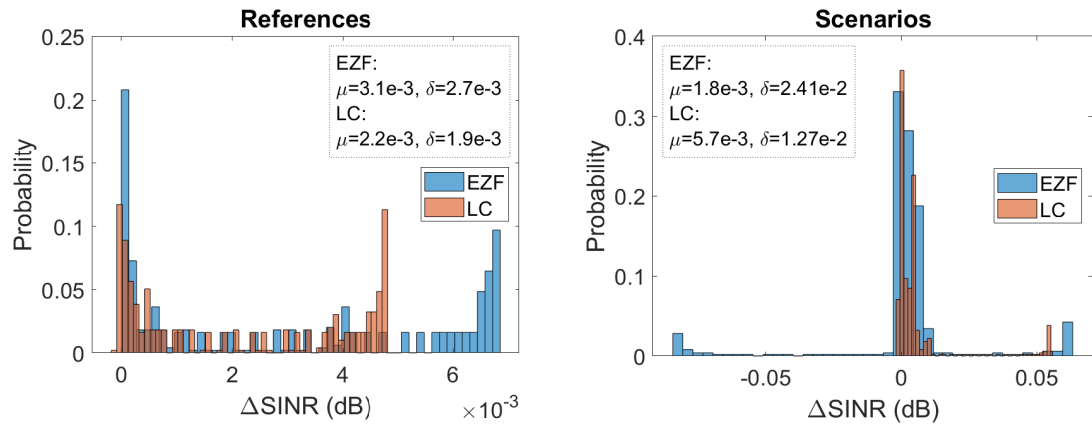 References
0.25
0.2
0.15
0.1
0.05
0
Probability
EZF:
μ=3.1e-3, δ=2.7e-3
LC:
μ=2.2e-3, δ=1.9e-3
EZF
LC
0 2 4 6
×10⁻³
ΔSINR (dB)
Scenarios
0.4
0.3
0.2
0.1
0
Probability
EZF:
μ=1.8e-3, δ=2.41e-2
LC:
μ=5.7e-3, δ=1.27e-2
EZF
LC
-0.05 0 0.05
ΔSINR (dB)